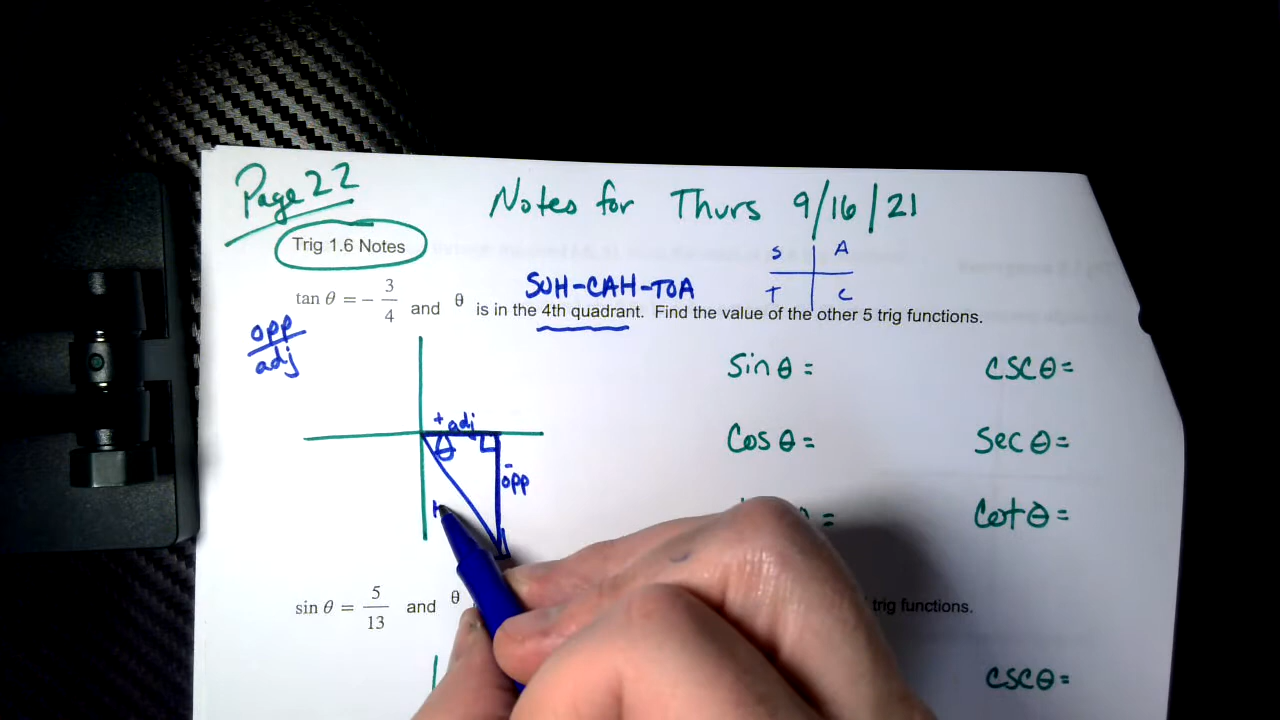 Page 22
Notes for Thurs 9/16/21
Trig 1.6 Notes
S A
SOH-CAH-TOA
T C
tan θ = - 3/4 and θ is in the 4th quadrant. Find the value of the other 5 trig functions.
opp
adj
sin θ = csc θ =
+ adj
θ
cos θ = sec θ =
- opp
H
θ = cot θ =
sin θ = 5/13 and θ
trig functions.
csc θ =